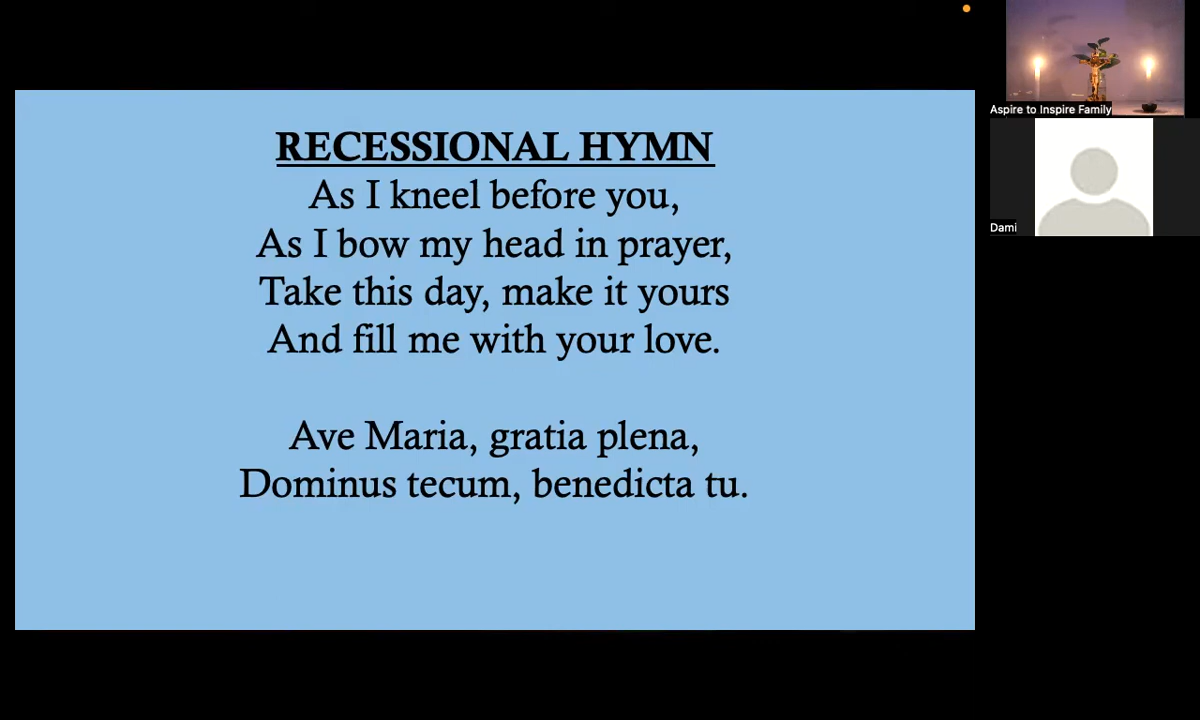 RECESSIONAL HYMN
As I kneel before you,
As I bow my head in prayer,
Take this day, make it yours
And fill me with your love.
Ave Maria, gratia plena,
Dominus tecum, benedicta tu.
Aspire to Inspire Family
Dami